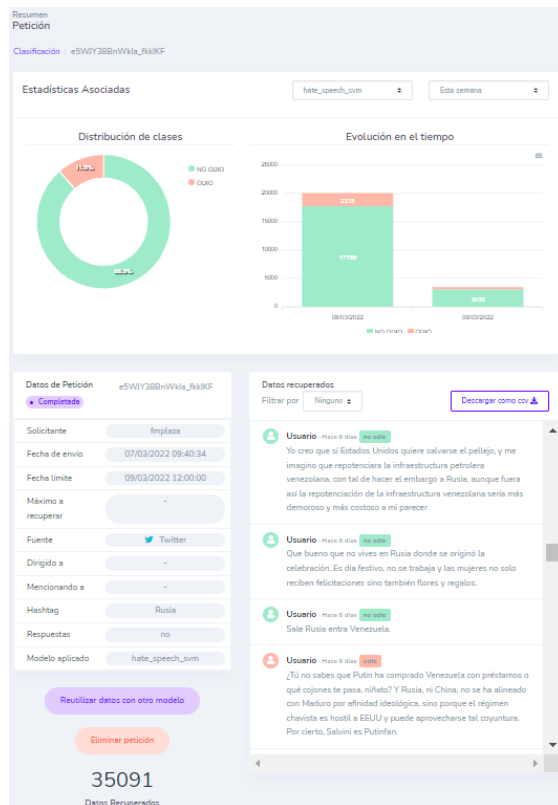 Resumen
Petición
Clasificación / e5WJY38BnWkla_fkkIKF
Estadísticas Asociadas
hate_speech_svm
Esta semana
Distribución de clases
Evolución en el tiempo
NO ODIO
ODIO
25000
20000
15000
10000
5000
0
2315
17765
08/03/2022
09/03/2022
NO ODIO ODIO
Datos de Petición
e5WJY38BnWkla_fkkIKF
Completada
Solicitante fmplaza
Fecha de envío 07/03/2022 09:40:34
Fecha límite 09/03/2022 12:00:00
Máximo a
recuperar -
Fuente Twitter
Dirigido a -
Mencionando a -
Hashtag Rusia
Respuestas no
Modelo aplicado hate_speech_svm
Reutilizar datos con otro modelo
Eliminar petición
35091
Datos Recuperados
Datos recuperados
Filtrar por Ninguno
Descargar como csv
Usuario - Hace 8 días no odio
Yo creo que si Estados Unidos quiere salvarse el pellejo, y me
imagino que repotenciara la infraestructura petrolera
venezolana, con tal de hacer el embargo a Rusia, aunque fuera
así la repotenciación de la infraestructura venezolana sería más
demoroso y más costoso a mi parecer
Usuario - Hace 8 días no odio
Que bueno que no vives en Rusia donde se originó la
celebración. Es día festivo, no se trabaja y las mujeres no solo
reciben felicitaciones sino también flores y regalos.
Usuario - Hace 8 días no odio
Sale Rusia entra Venezuela.
Usuario - Hace 8 días odio
¿Tú no sabes que Putin ha comprado Venezuela con préstamos o
qué cojones te pasa, niñato? Y Rusia, ni China, no se ha alineado
con Maduro por afinidad ideológica, sino porque el régimen
chavista es hostil a EEUU y puede aprovecharse tal coyuntura.
Por cierto, Salvini es Putinfan.